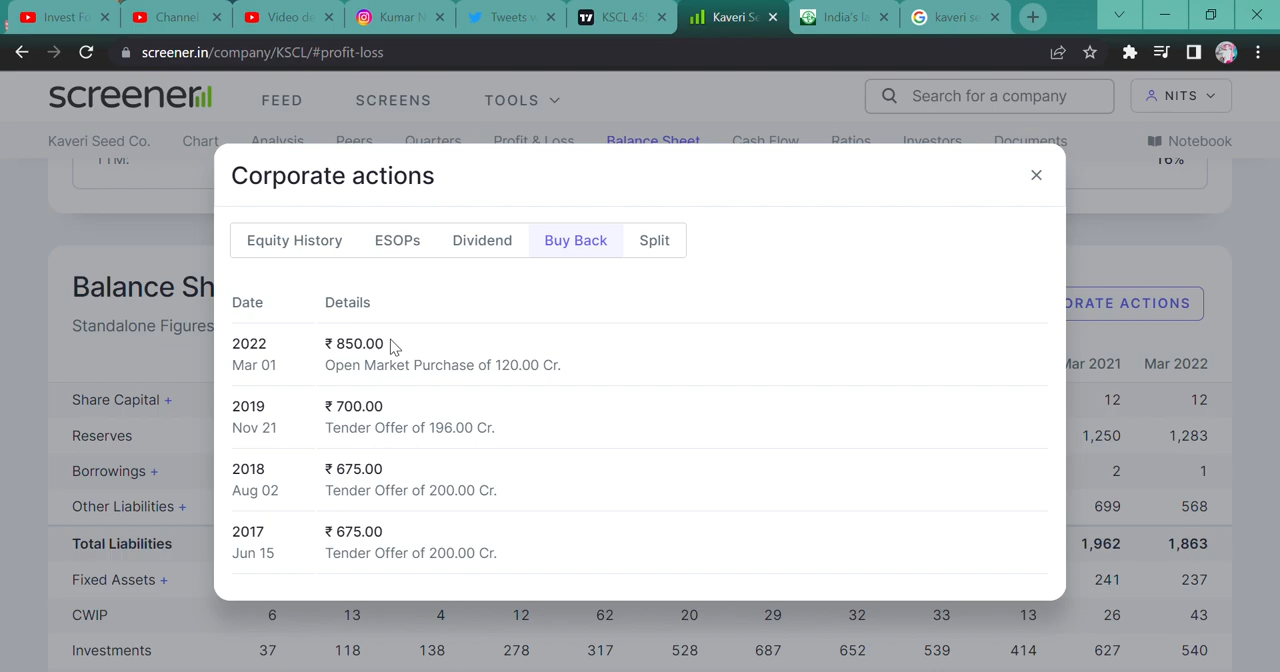 Invest Fo
Channel
Video de
Kumar N
Tweets w
KSCL 45
Kaveri Se
India's la
kaveri se
screener.in/company/KSCL/#profit-loss
screener
FEED
SCREENS
TOOLS
Search for a company
NITS
Kaveri Seed Co.
Chart
Analysis
Peers
Quarters
Profit & Loss
Balance Sheet
Cash Flow
Ratios
Investors
Documents
Notebook
TTM:
16%
Corporate actions
Equity History
ESOPs
Dividend
Buy Back
Split
Date Details
2022 ₹ 850.00
Mar 01 Open Market Purchase of 120.00 Cr.
2019 ₹ 700.00
Nov 21 Tender Offer of 196.00 Cr.
2018 ₹ 675.00
Aug 02 Tender Offer of 200.00 Cr.
2017 ₹ 675.00
Jun 15 Tender Offer of 200.00 Cr.
Balance Sh
Standalone Figures
ORATE ACTIONS
Mar 2021 Mar 2022
Share Capital + 12 12
Reserves 1,250 1,283
Borrowings + 2 1
Other Liabilities + 699 568
Total Liabilities 1,962 1,863
Fixed Assets + 241 237
CWIP 6 13 4 12 62 20 29 32 33 13 26 43
Investments 37 118 138 278 317 528 687 652 539 414 627 540